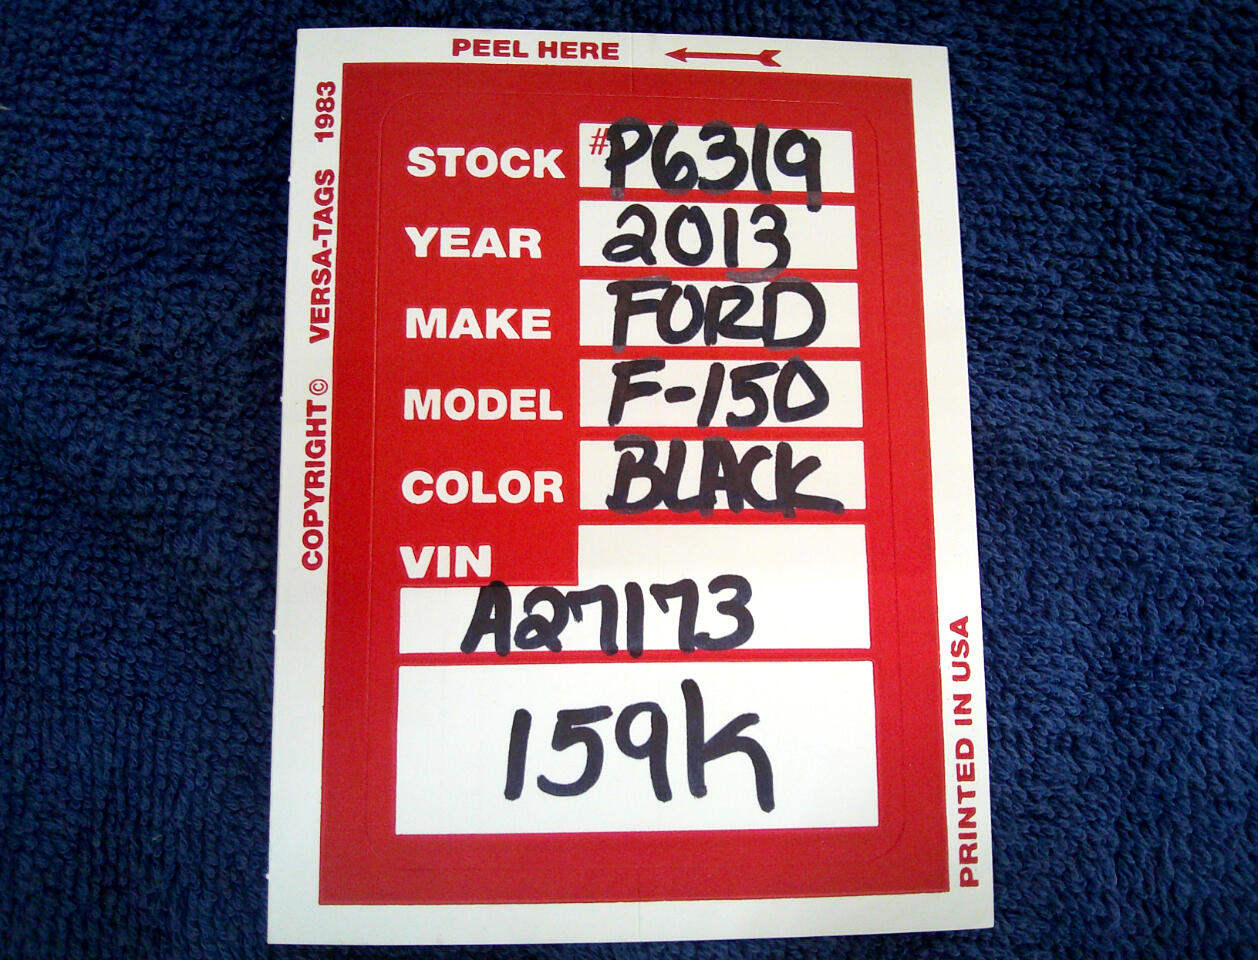 PEEL HERE
COPYRIGHT © VERSA-TAGS 1983
STOCK #P6319
YEAR 2013
MAKE FORD
MODEL F-150
COLOR BLACK
VIN
A27173
159K
PRINTED IN USA